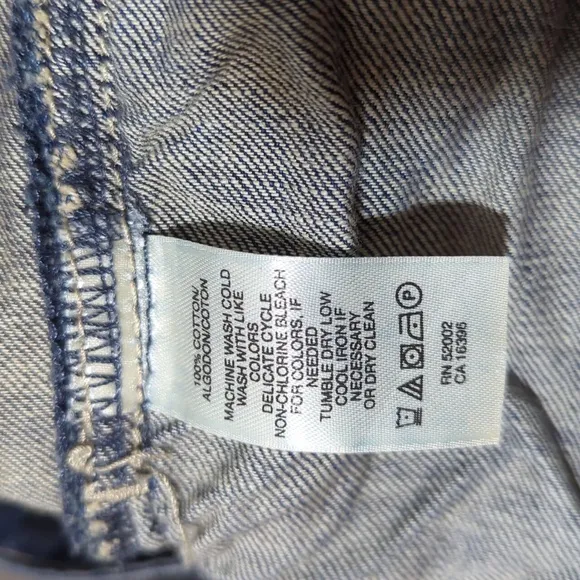 100% COTTON/
ALGODON/COTON
MACHINE WASH COLD
WASH WITH LIKE
COLORS
DELICATE CYCLE
NON-CHLORINE BLEACH
FOR COLORS, IF
NEEDED
TUMBLE DRY LOW
COOL IRON IF
NECESSARY
OR DRY CLEAN
P
RN 52002
CA 16396